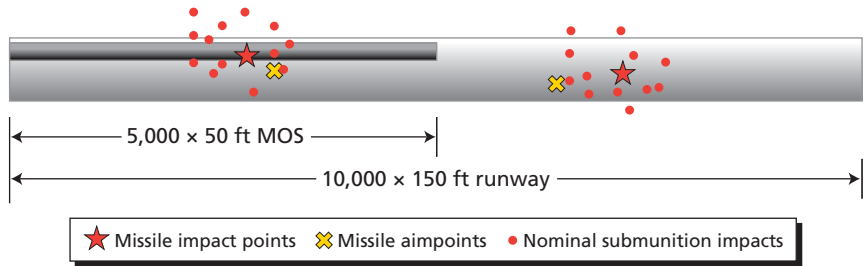 5,000 × 50 ft MOS
10,000 × 150 ft runway
Missile impact points Missile aimpoints Nominal submunition impacts